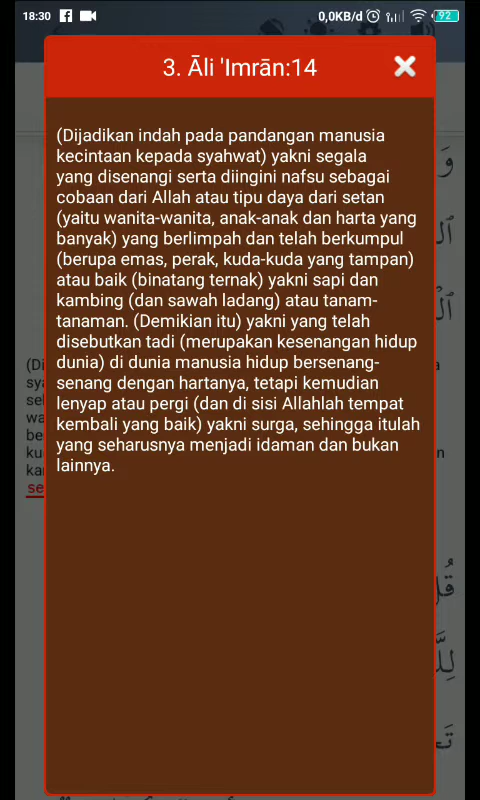 18:30
0,0KB/d
92
3. Āli 'Imrān:14
(Dijadikan indah pada pandangan manusia
kecintaan kepada syahwat) yakni segala
yang disenangi serta diingini nafsu sebagai
cobaan dari Allah atau tipu daya dari setan
(yaitu wanita-wanita, anak-anak dan harta yang
banyak) yang berlimpah dan telah berkumpul
(berupa emas, perak, kuda-kuda yang tampan)
atau baik (binatang ternak) yakni sapi dan
kambing (dan sawah ladang) atau tanam-
tanaman. (Demikian itu) yakni yang telah
disebutkan tadi (merupakan kesenangan hidup
dunia) di dunia manusia hidup bersenang-
senang dengan hartanya, tetapi kemudian
lenyap atau pergi (dan di sisi Allahlah tempat
kembali yang baik) yakni surga, sehingga itulah
yang seharusnya menjadi idaman dan bukan
lainnya.